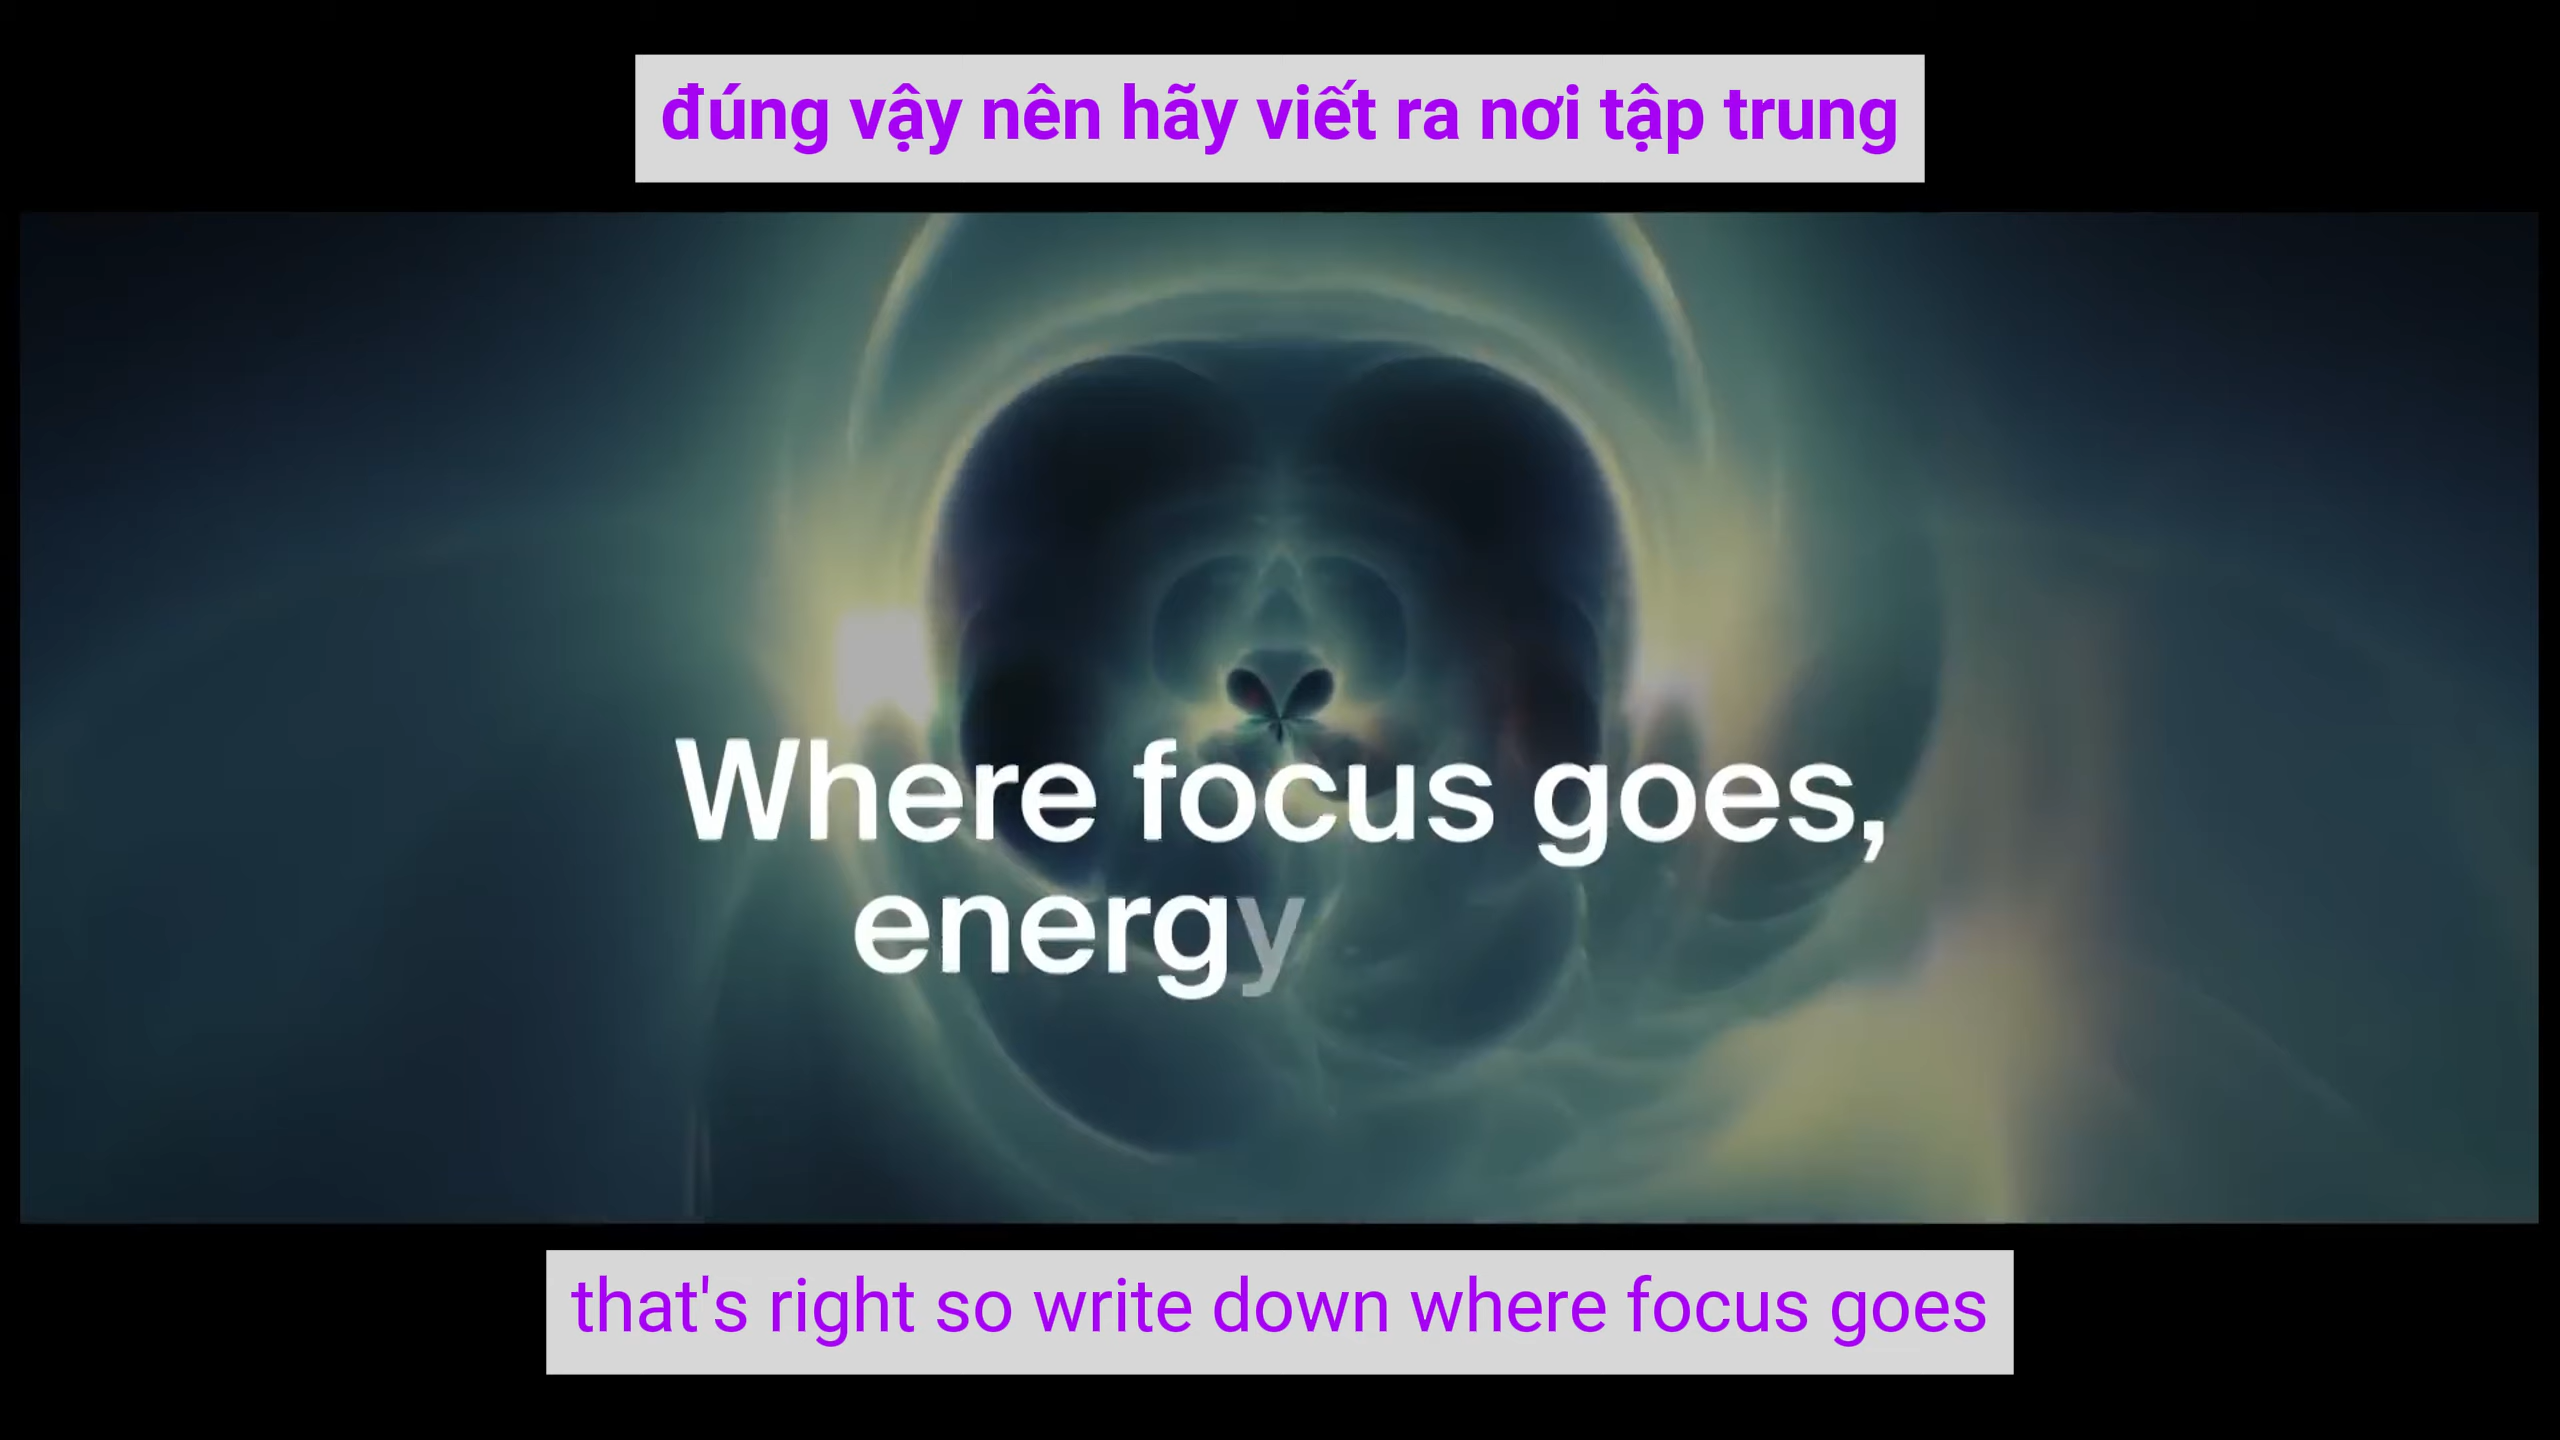 đúng vậy nên hãy viết ra nơi tập trung
Where focus goes,
energy
that's right so write down where focus goes